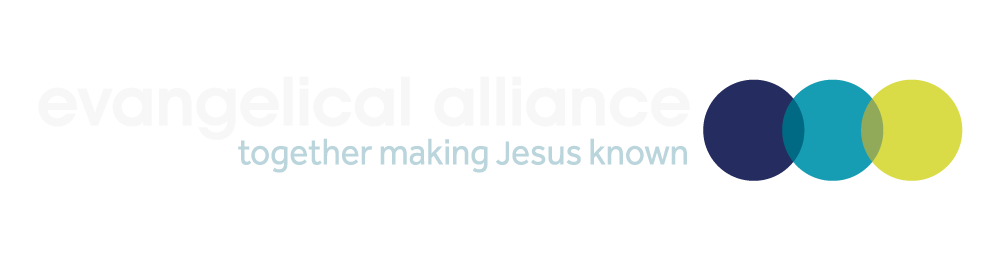 evangelical alliance
together making Jesus known